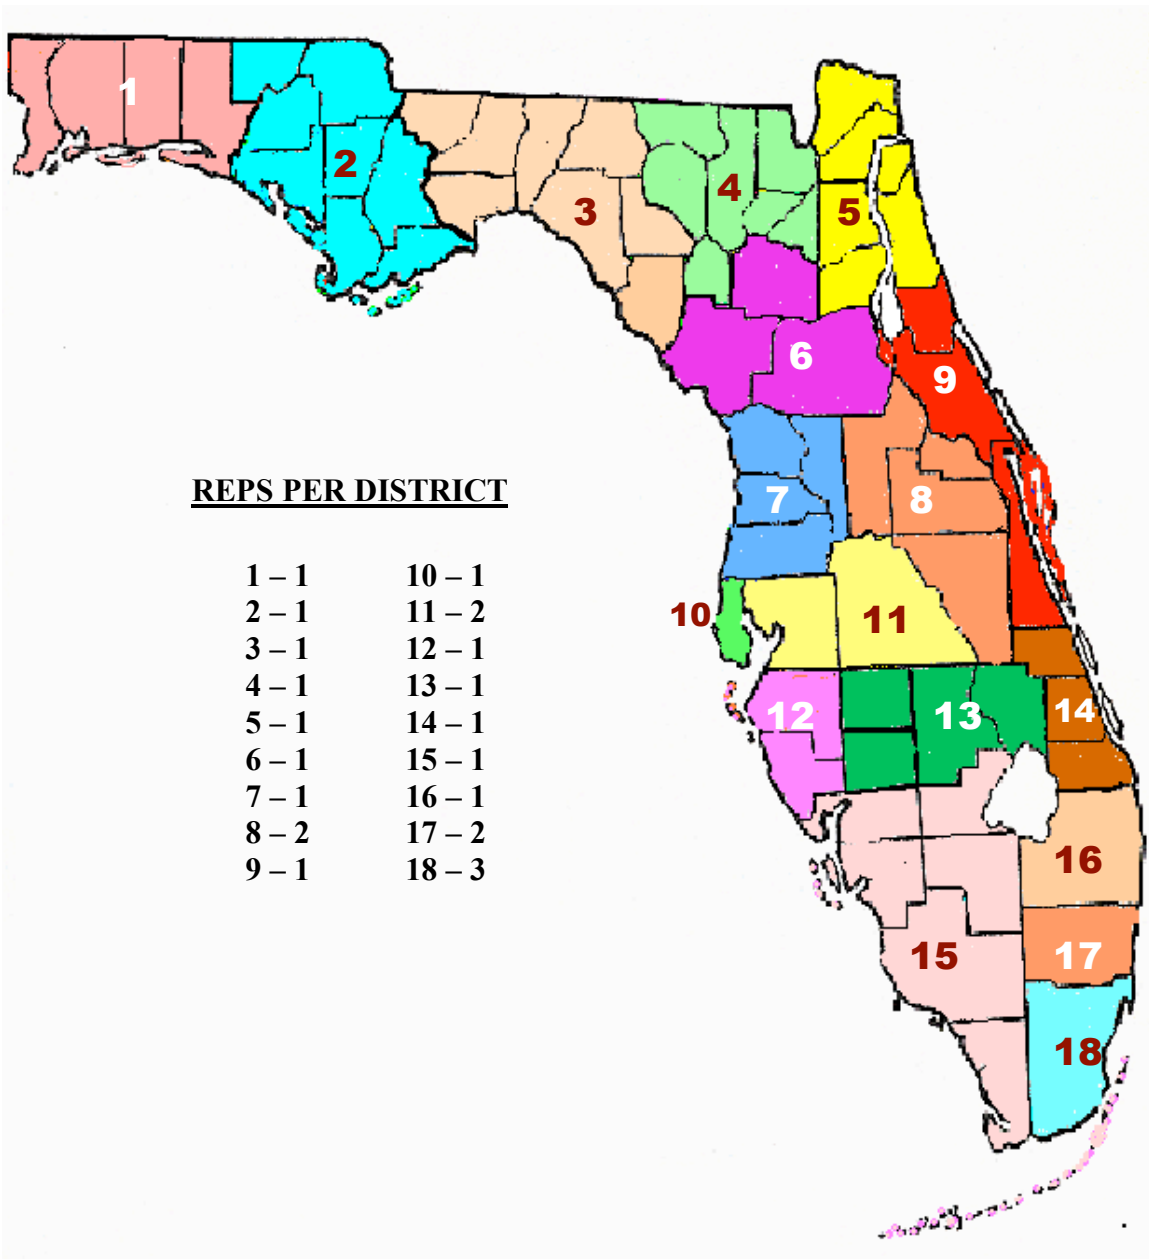 1
2
3
4
5
6
9
REPS PER DISTRICT
7
8
1 – 1 10 – 1
2 – 1 11 – 2
3 – 1 12 – 1
4 – 1 13 – 1
5 – 1 14 – 1
6 – 1 15 – 1
7 – 1 16 – 1
8 – 2 17 – 2
9 – 1 18 – 3
10
11
12
13
14
16
15
17
18